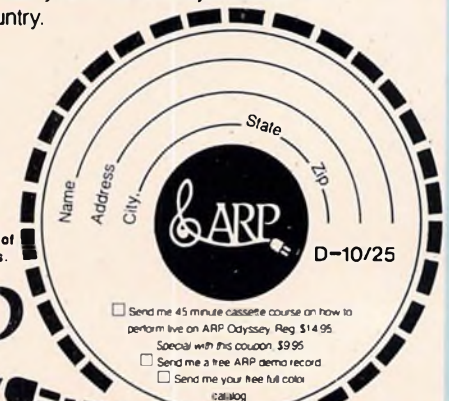 untry.
State
Zip
Name
Address
City
ARP
of
s.
D-10/25
Send me 45 minute cassette course on how to
perform live on ARP Odyssey. Reg. $14.95.
Special with this coupon, $9.95
Send me a free ARP demo record.
Send me your free full color
catalog